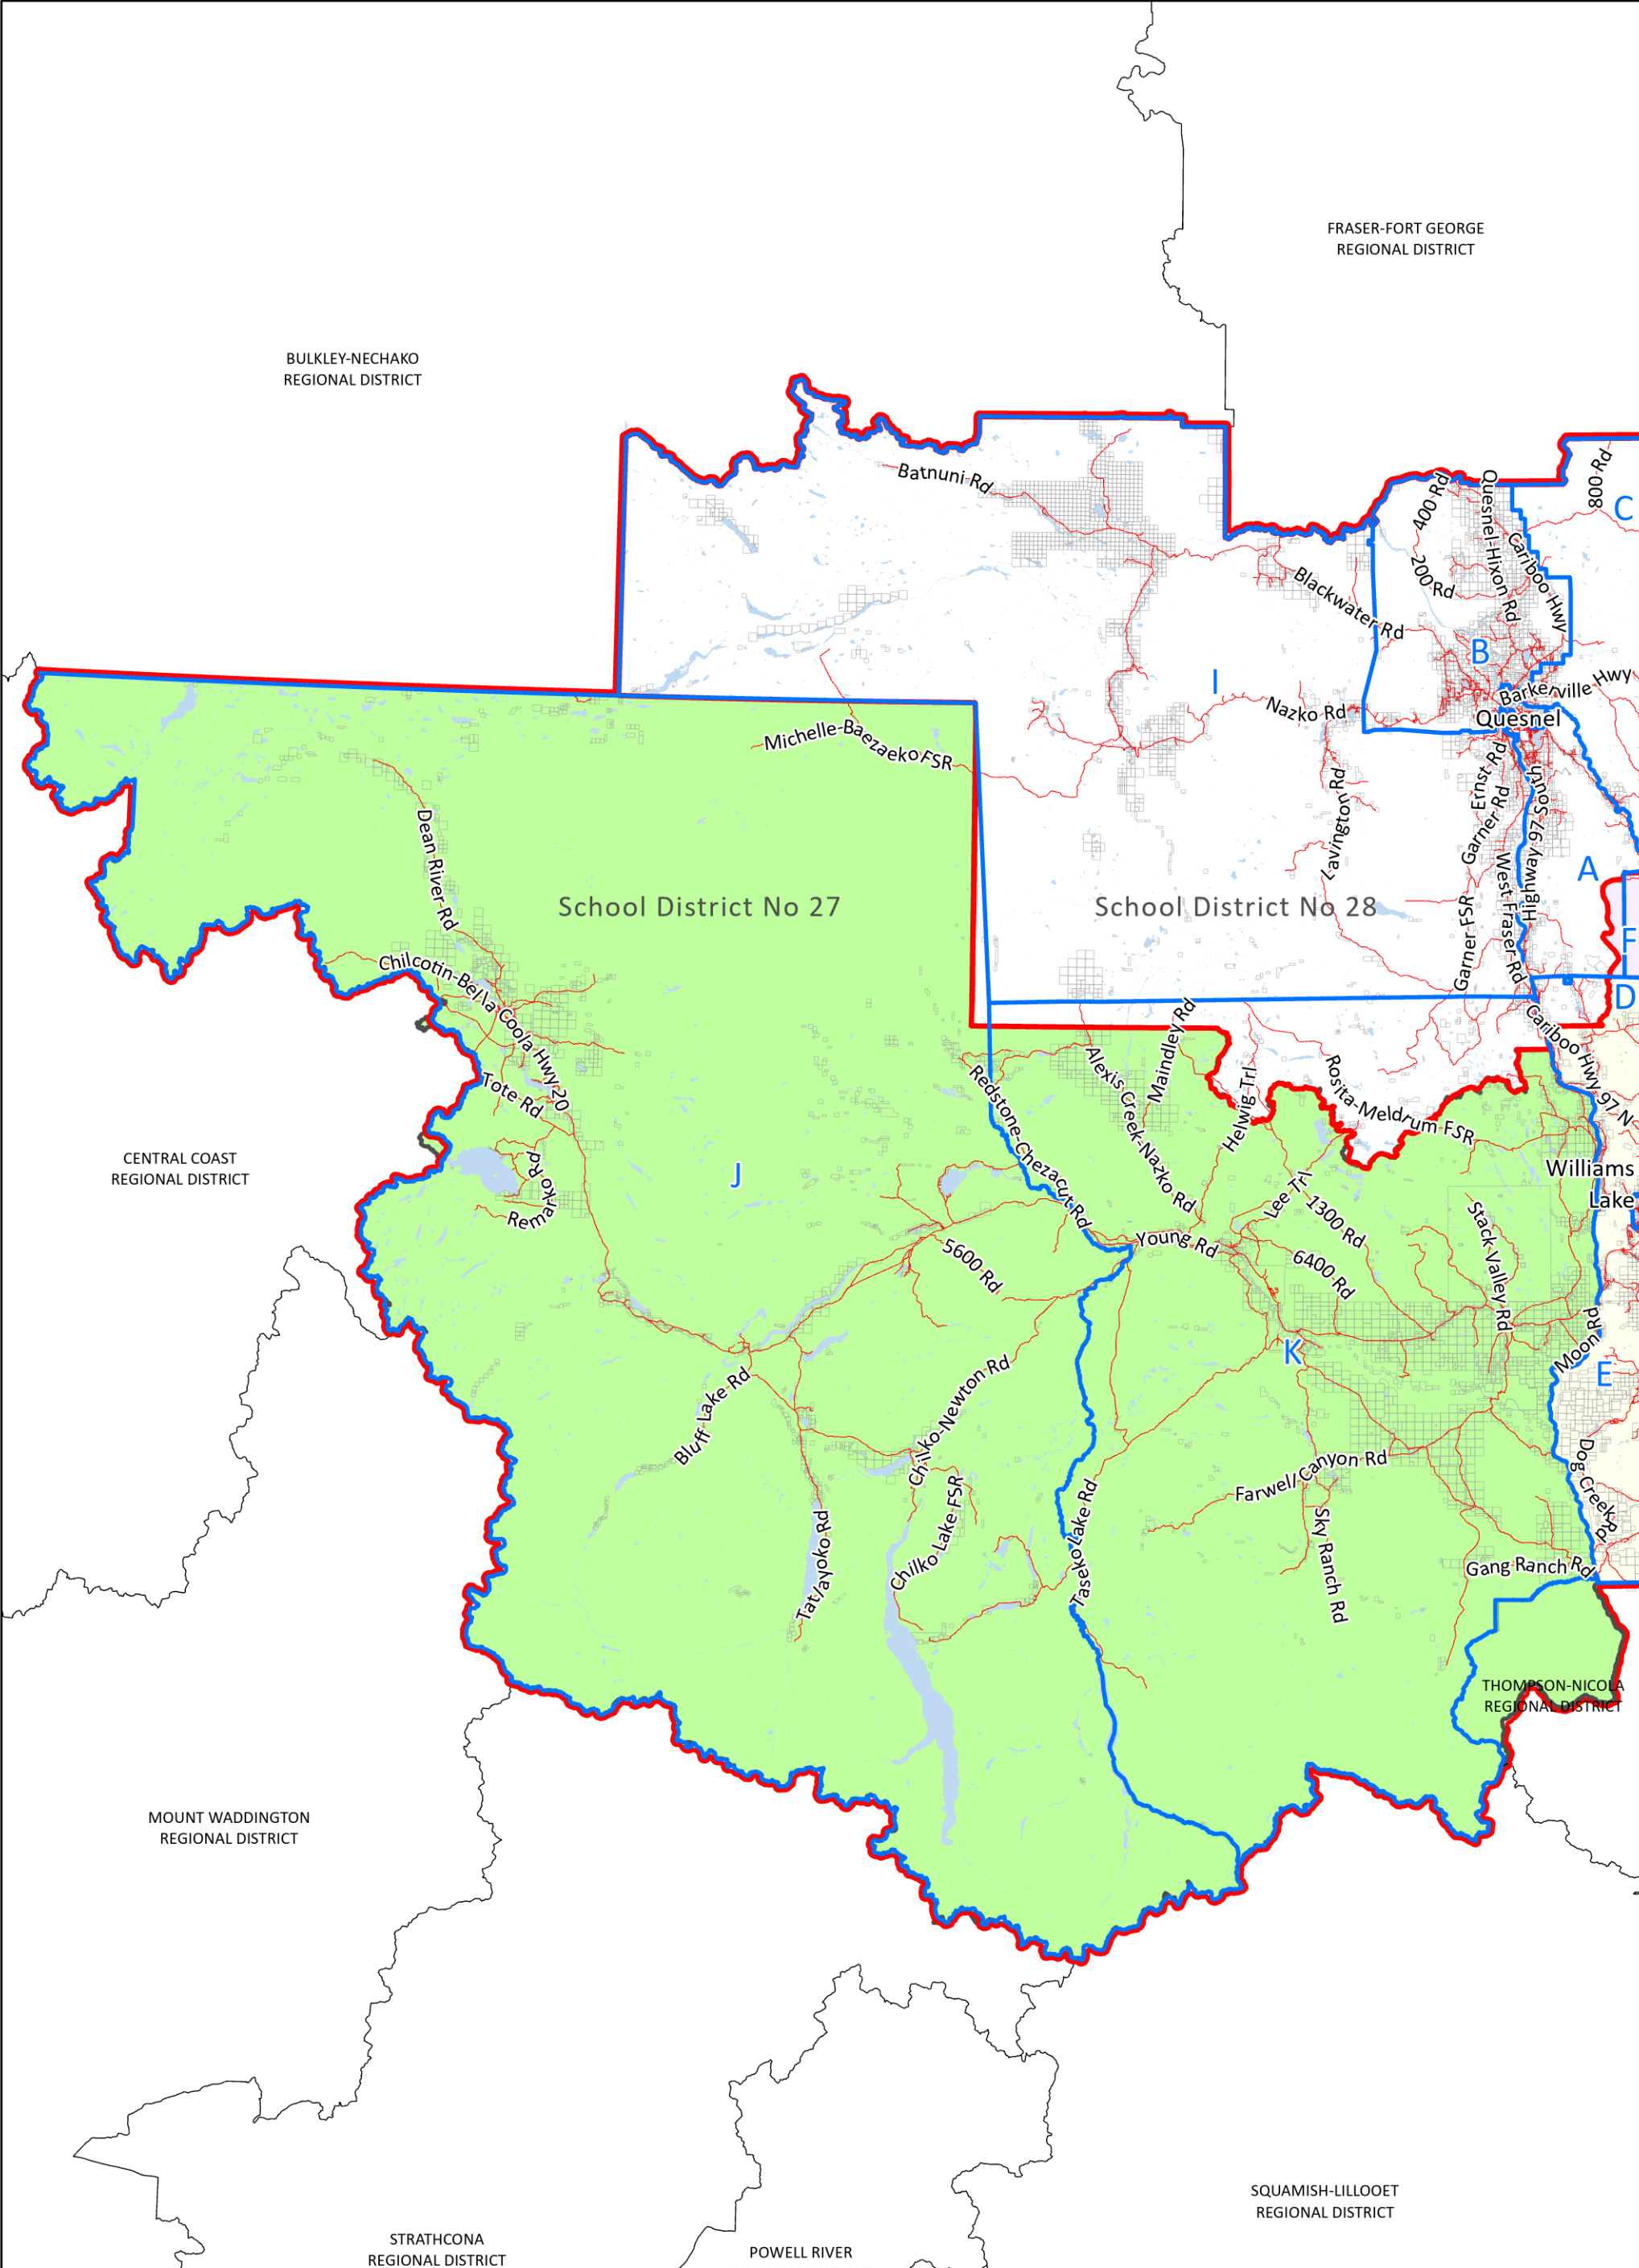 FRASER-FORT GEORGE
REGIONAL DISTRICT
BULKLEY-NECHAKO
REGIONAL DISTRICT
800 Rd
C
Batnuni Rd
400 Rd
Quesnel-Hixon Rd
Cariboo Hwy
200 Rd
Blackwater Rd
B
I
Barkerville Hwy
Nazko Rd
Quesnel
Michelle-Baezaeko FSR
Ernst Rd
Lavington Rd
Garner Rd
Highway 97 South
Dean River Rd
West Fraser Rd
A
School District No 27
School District No 28
Garner FSR
F
Chilcotin-Bella Coola Hwy 20
D
Cariboo Hwy 97 N
Maindley Rd
Alexis Creek-Nazko Rd
Redstone-Chezacut Rd
Helwig Trl
Rosita-Meldrum FSR
Tote Rd
CENTRAL COAST
REGIONAL DISTRICT
J
Williams
Lake
Remarko Rd
Lee Trl
1300 Rd
Stack Valley Rd
Young Rd
5600 Rd
6400 Rd
Moon Rd
K
E
Bluff Lake Rd
Chilko-Newton Rd
Farwell Canyon Rd
Dog Creek Rd
Chilko Lake FSR
Taseko Lake Rd
Tatlayoko Rd
Sky Ranch Rd
Gang Ranch Rd
THOMPSON-NICOLA
REGIONAL DISTRICT
MOUNT WADDINGTON
REGIONAL DISTRICT
SQUAMISH-LILLOOET
REGIONAL DISTRICT
STRATHCONA
REGIONAL DISTRICT
POWELL RIVER